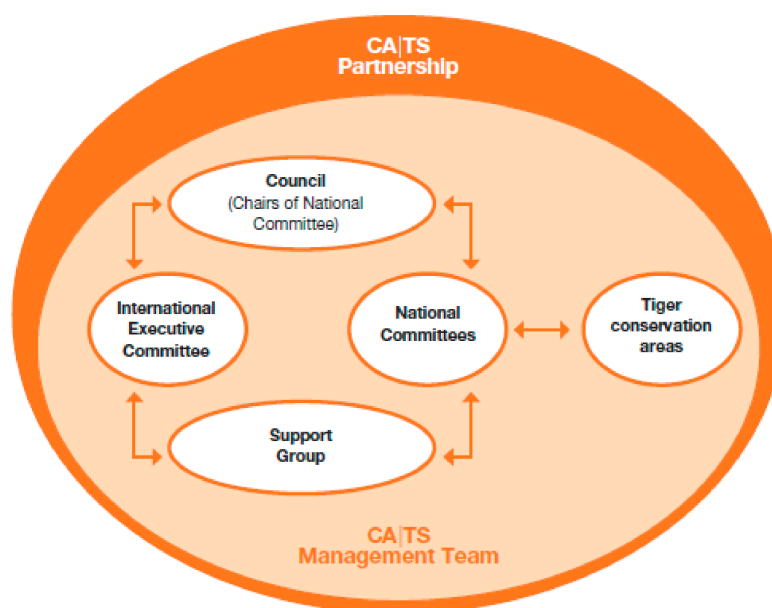 CA|TS
Partnership
Council
(Chairs of National
Committee)
International
Executive
Committee
National
Committees
Tiger
conservation
areas
Support
Group
CA|TS
Management Team